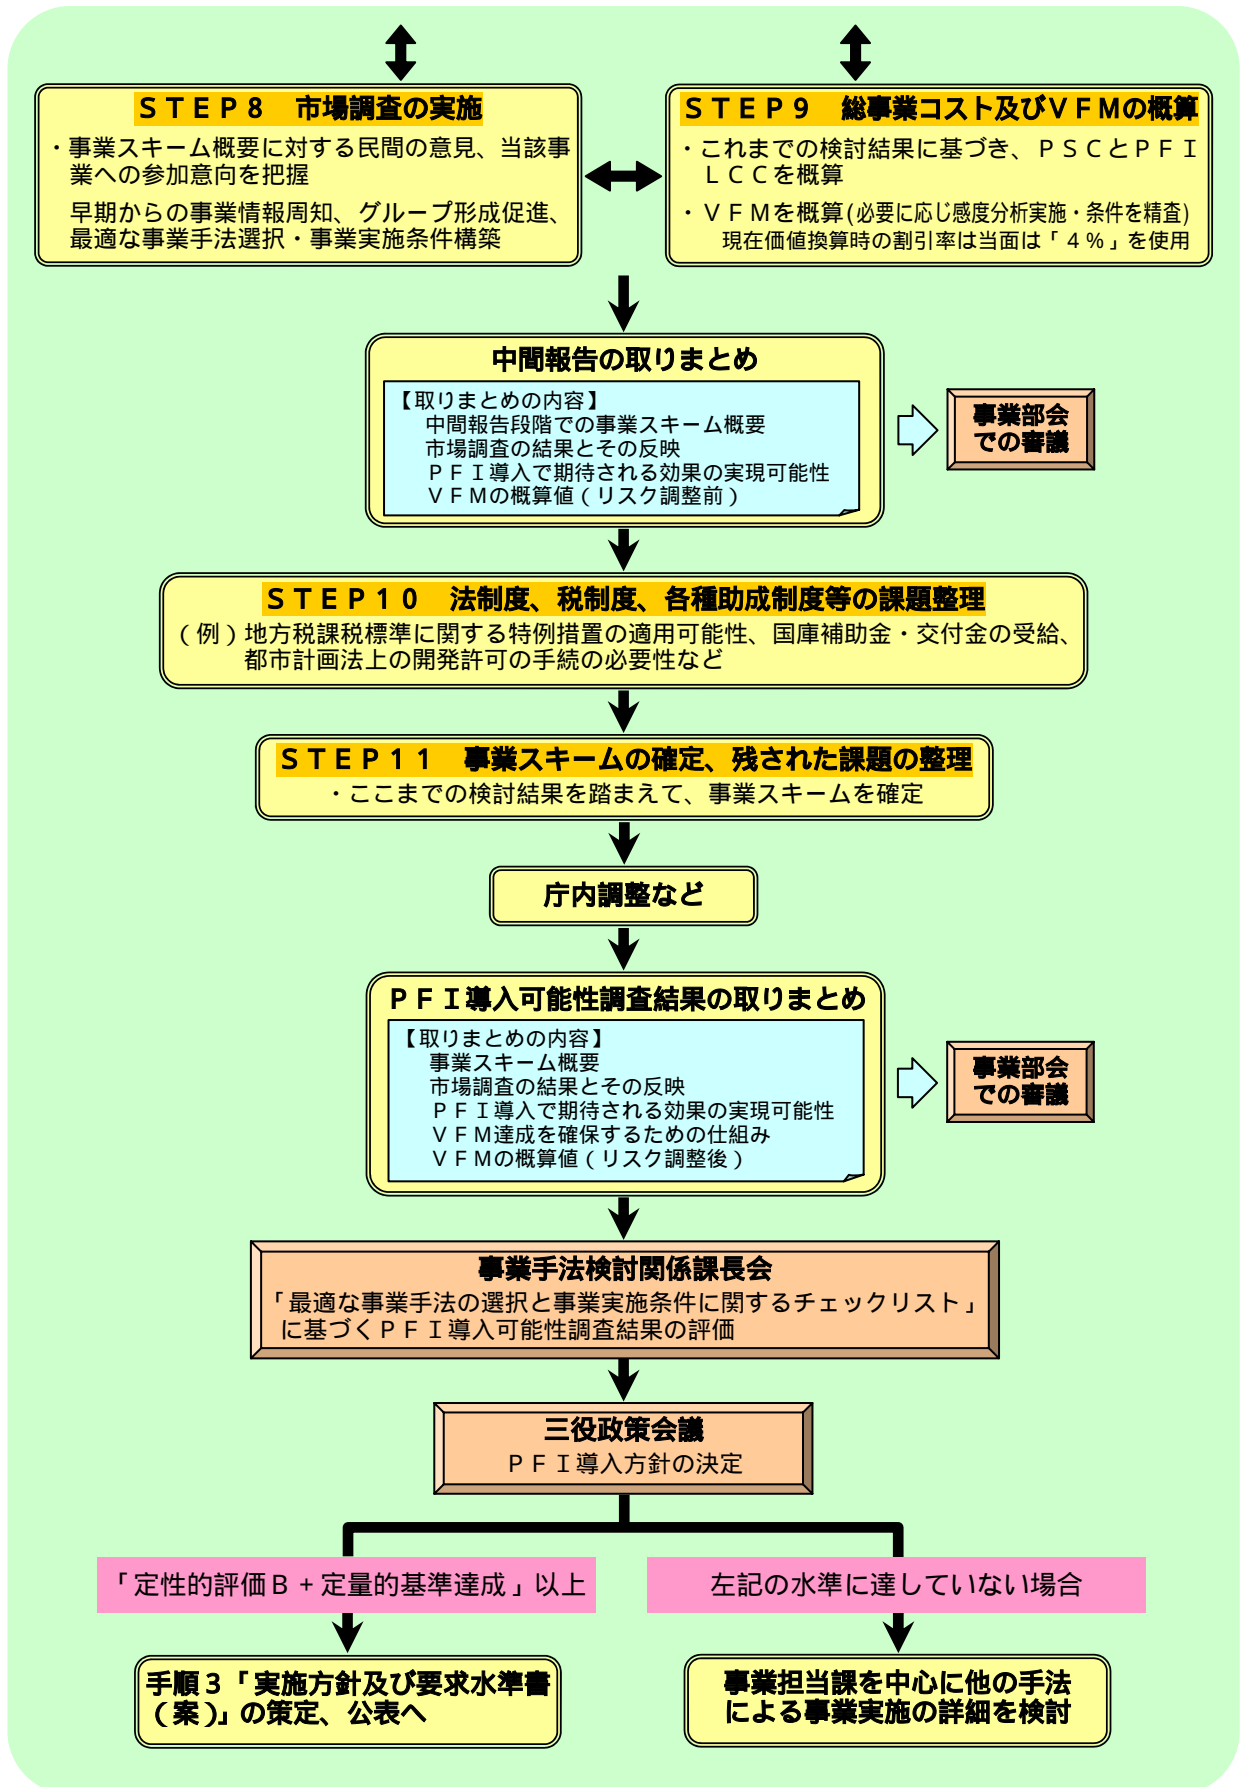 ＳＴＥＰ８　市場調査の実施
・事業スキーム概要に対する民間の意見、当該事
業への参加意向を把握
早期からの事業情報周知、グループ形成促進、
最適な事業手法選択・事業実施条件構築
ＳＴＥＰ９　総事業コスト及びＶＦＭの概算
・これまでの検討結果に基づき、ＰＳＣとＰＦＩ
ＬＣＣを概算
・ＶＦＭを概算(必要に応じ感度分析実施・条件を精査)
現在価値換算時の割引率は当面は「４％」を使用
中間報告の取りまとめ
【取りまとめの内容】
中間報告段階での事業スキーム概要
市場調査の結果とその反映
ＰＦＩ導入で期待される効果の実現可能性
ＶＦＭの概算値（リスク調整前）
事業部会
での審議
ＳＴＥＰ１０　法制度、税制度、各種助成制度等の課題整理
（例）地方税課税標準に関する特例措置の適用可能性、国庫補助金・交付金の受給、
都市計画法上の開発許可の手続の必要性など
ＳＴＥＰ１１　事業スキームの確定、残された課題の整理
・ここまでの検討結果を踏まえて、事業スキームを確定
庁内調整など
ＰＦＩ導入可能性調査結果の取りまとめ
【取りまとめの内容】
事業スキーム概要
市場調査の結果とその反映
ＰＦＩ導入で期待される効果の実現可能性
ＶＦＭ達成を確保するための仕組み
ＶＦＭの概算値（リスク調整後）
事業部会
での審議
事業手法検討関係課長会
「最適な事業手法の選択と事業実施条件に関するチェックリスト」
に基づくＰＦＩ導入可能性調査結果の評価
三役政策会議
ＰＦＩ導入方針の決定
「定性的評価Ｂ＋定量的基準達成」以上
左記の水準に達していない場合
手順３「実施方針及び要求水準書
（案）」の策定、公表へ
事業担当課を中心に他の手法
による事業実施の詳細を検討